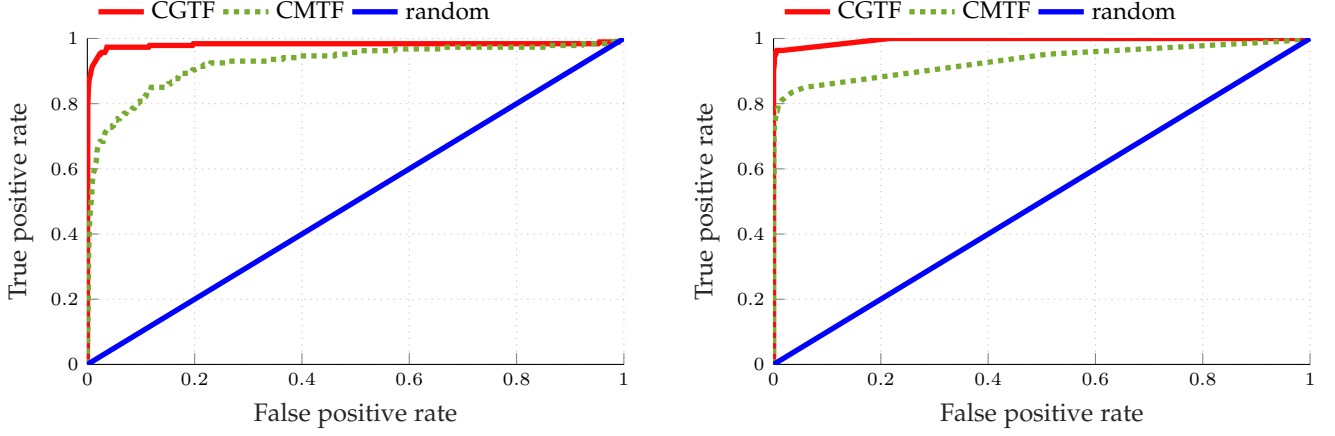 CGTF CMTF random
1
0.8
0.6
0.4
0.2
0
0 0.2 0.4 0.6 0.8 1
True positive rate
False positive rate
CGTF CMTF random
1
0.8
0.6
0.4
0.2
0
0 0.2 0.4 0.6 0.8 1
True positive rate
False positive rate